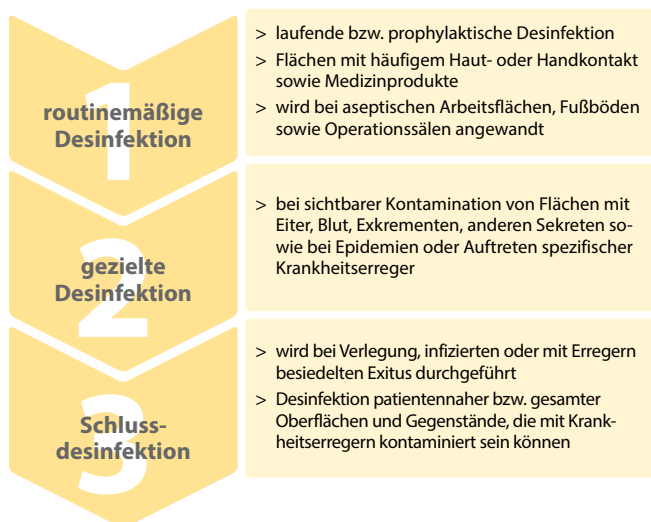 1
routinemäßige
Desinfektion
> laufende bzw. prophylaktische Desinfektion
> Flächen mit häufigem Haut- oder Handkontakt
sowie Medizinprodukte
> wird bei aseptischen Arbeitsflächen, Fußböden
sowie Operationssälen angewandt
2
gezielte
Desinfektion
> bei sichtbarer Kontamination von Flächen mit
Eiter, Blut, Exkrementen, anderen Sekreten so-
wie bei Epidemien oder Auftreten spezifischer
Krankheitserreger
3
Schluss-
desinfektion
> wird bei Verlegung, infizierten oder mit Erregern
besiedelten Exitus durchgeführt
> Desinfektion patientennaher bzw. gesamter
Oberflächen und Gegenstände, die mit Krank-
heitserregern kontaminiert sein können